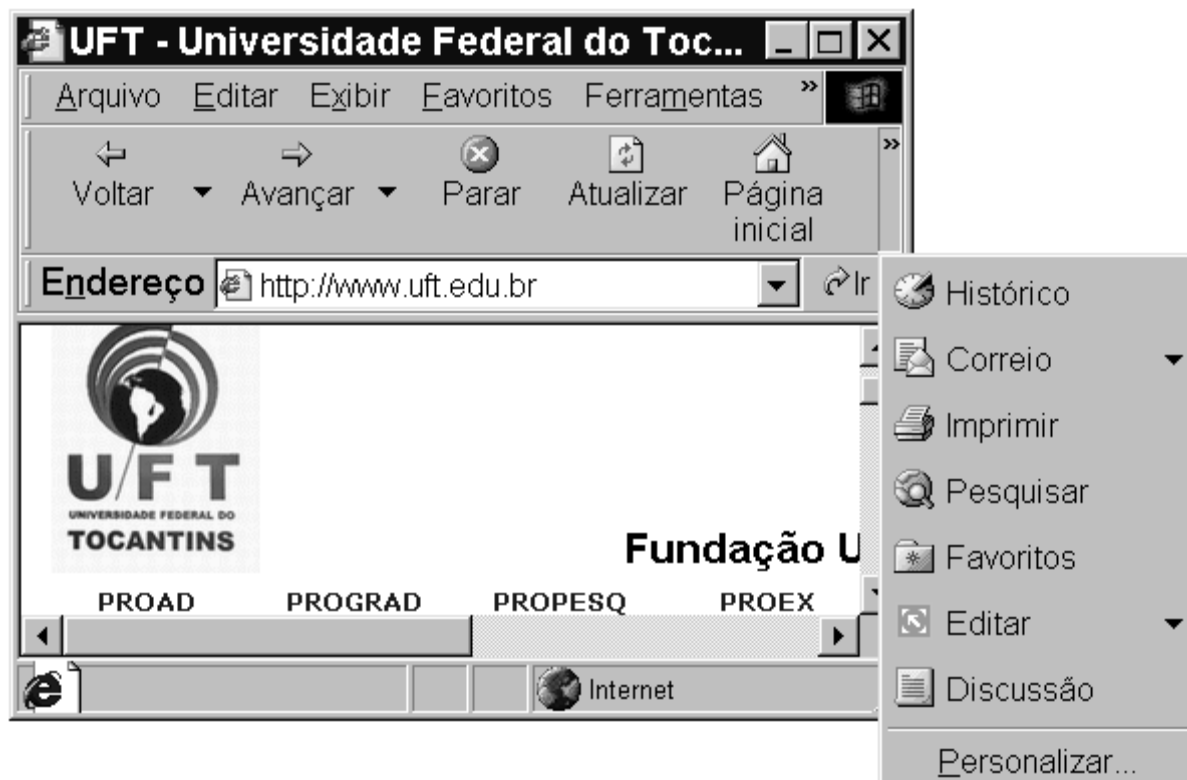 UFT - Universidade Federal do Toc...
Arquivo Editar Exibir Favoritos Ferramentas »
Voltar Avançar Parar Atualizar Página inicial »
Endereço http://www.uft.edu.br Ir
UFT
UNIVERSIDADE FEDERAL DO
TOCANTINS
Fundação U
PROAD PROGRAD PROPESQ PROEX
Internet
Histórico
Correio
Imprimir
Pesquisar
Favoritos
Editar
Discussão
Personalizar...